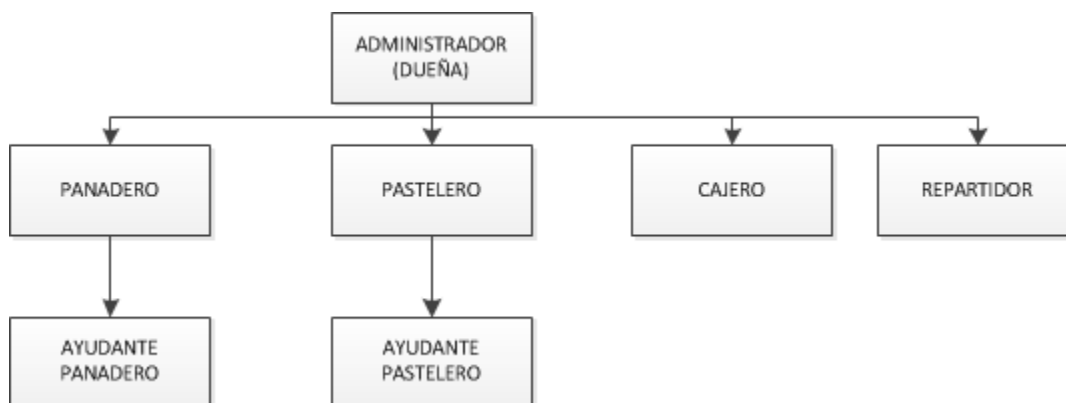 ADMINISTRADOR
(DUEÑA)
PANADERO
PASTELERO
CAJERO
REPARTIDOR
AYUDANTE
PANADERO
AYUDANTE
PASTELERO